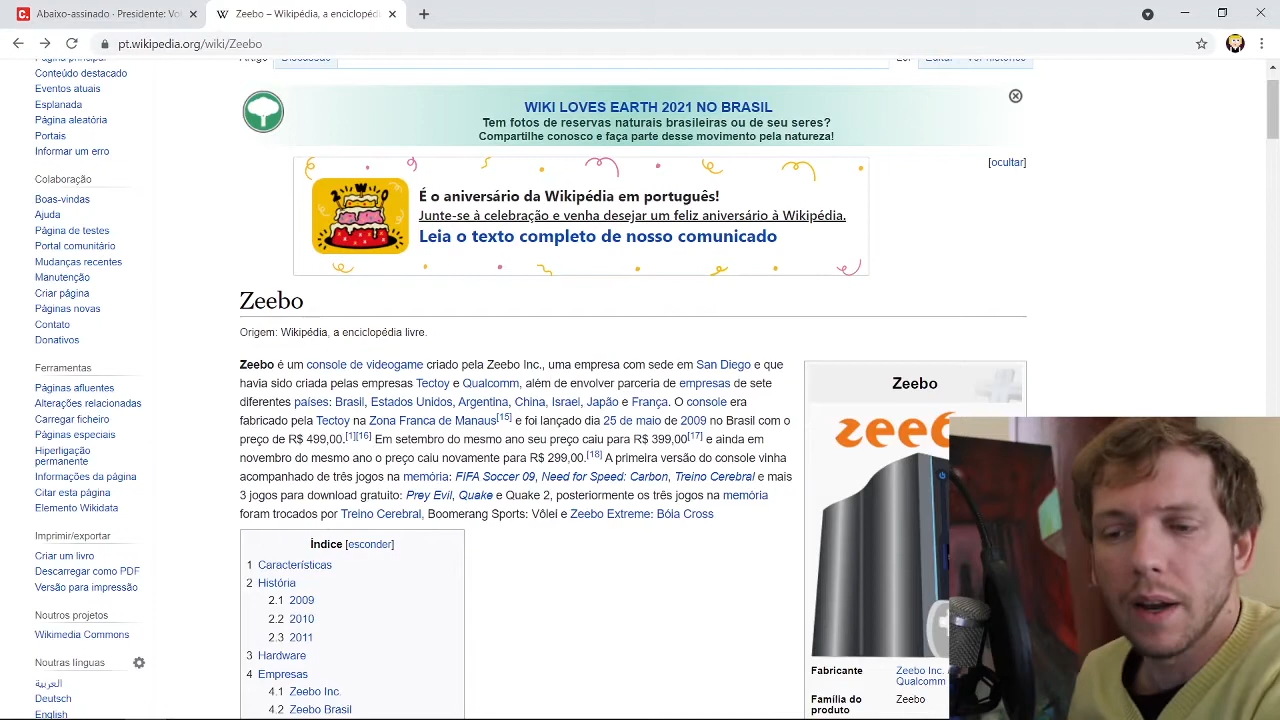 Abaixo-assinado · Presidente: Vol
Zeebo – Wikipédia, a enciclopédi
pt.wikipedia.org/wiki/Zeebo
Conteúdo destacado
Eventos atuais
Esplanada
Página aleatória
Portais
Informar um erro
Colaboração
Boas-vindas
Ajuda
Página de testes
Portal comunitário
Mudanças recentes
Manutenção
Criar página
Páginas novas
Contato
Donativos
Ferramentas
Páginas afluentes
Alterações relacionadas
Carregar ficheiro
Páginas especiais
Hiperligação
permanente
Informações da página
Citar esta página
Elemento Wikidata
Imprimir/exportar
Criar um livro
Descarregar como PDF
Versão para impressão
Noutros projetos
Wikimedia Commons
Noutras línguas
العربية
Deutsch
English
WIKI LOVES EARTH 2021 NO BRASIL
Tem fotos de reservas naturais brasileiras ou de seu seres?
Compartilhe conosco e faça parte desse movimento pela natureza!
[ocultar]
É o aniversário da Wikipédia em português!
Junte-se à celebração e venha desejar um feliz aniversário à Wikipédia.
Leia o texto completo de nosso comunicado
Zeebo
Origem: Wikipédia, a enciclopédia livre.
Zeebo é um console de videogame criado pela Zeebo Inc., uma empresa com sede em San Diego e que
havia sido criada pelas empresas Tectoy e Qualcomm, além de envolver parceria de empresas de sete
diferentes países: Brasil, Estados Unidos, Argentina, China, Israel, Japão e França. O console era
fabricado pela Tectoy na Zona Franca de Manaus[15] e foi lançado dia 25 de maio de 2009 no Brasil com o
preço de R$ 499,00.[1][16] Em setembro do mesmo ano seu preço caiu para R$ 399,00[17] e ainda em
novembro do mesmo ano o preço caiu novamente para R$ 299,00.[18] A primeira versão do console vinha
acompanhado de três jogos na memória: FIFA Soccer 09, Need for Speed: Carbon, Treino Cerebral e mais
3 jogos para download gratuito: Prey Evil, Quake e Quake 2, posteriormente os três jogos na memória
foram trocados por Treino Cerebral, Boomerang Sports: Vôlei e Zeebo Extreme: Bóia Cross
Índice [esconder]
1 Características
2 História
2.1 2009
2.2 2010
2.3 2011
3 Hardware
4 Empresas
4.1 Zeebo Inc.
4.2 Zeebo Brasil
Zeebo
zeeb
Fabricante Zeebo Inc.
Qualcomm
Família do
produto Zeebo